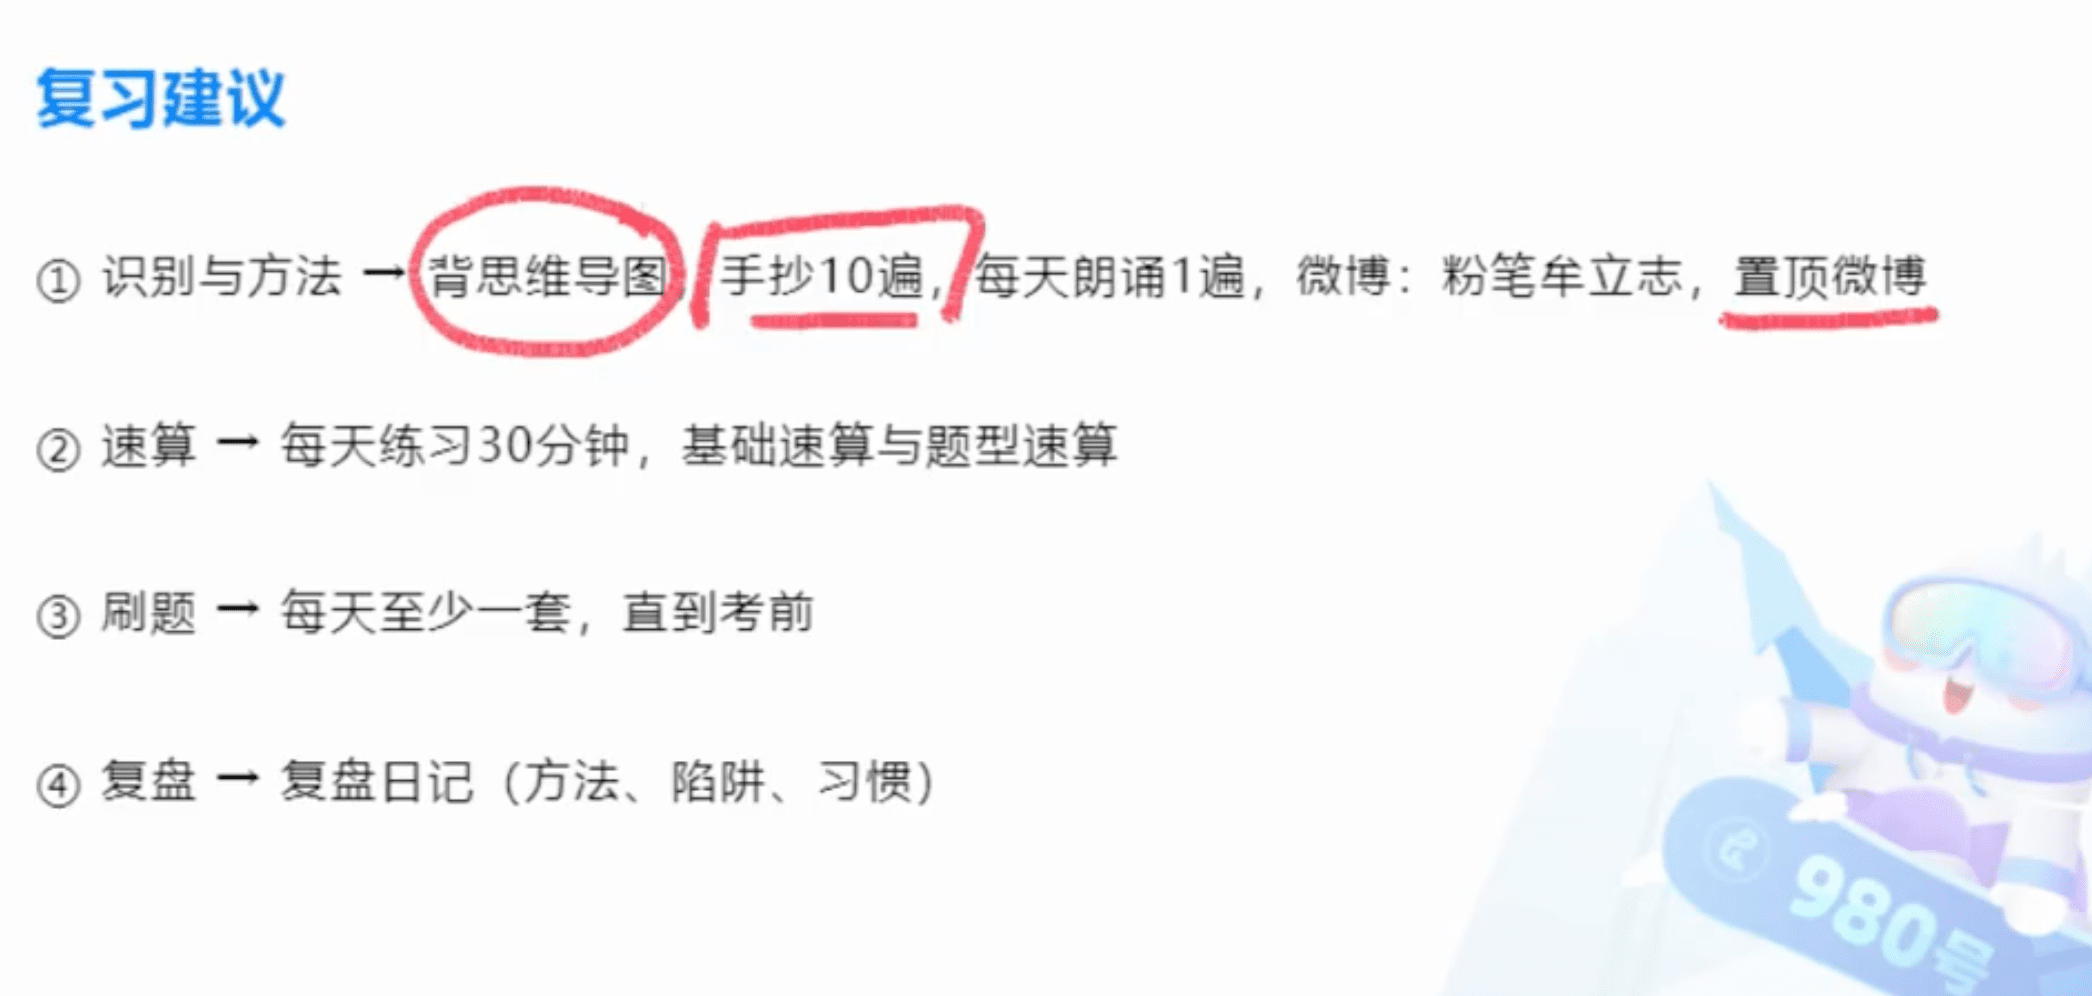 复习建议
① 识别与方法 → 背思维导图，手抄10遍，每天朗诵1遍，微博：粉笔牟立志，置顶微博
② 速算 → 每天练习30分钟，基础速算与题型速算
③ 刷题 → 每天至少一套，直到考前
④ 复盘 → 复盘日记（方法、陷阱、习惯）
980号